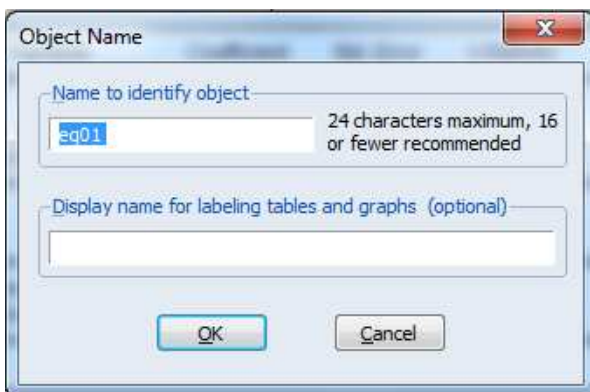 Object Name
Name to identify object
eq01
24 characters maximum, 16
or fewer recommended
Display name for labeling tables and graphs (optional)
OK
Cancel